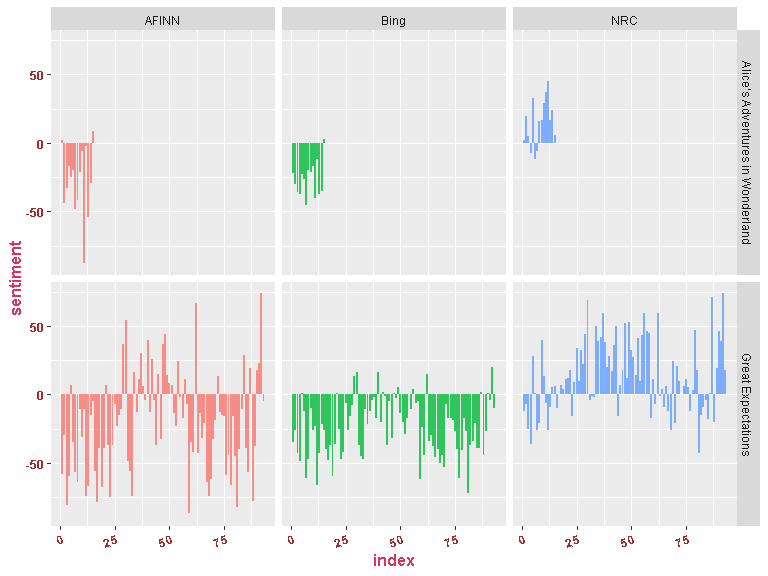 AFINN Bing NRC
50
0
-50
Alice's Adventures in Wonderland
50
0
-50
Great Expectations
sentiment
0 25 50 75 0 25 50 75 0 25 50 75
index